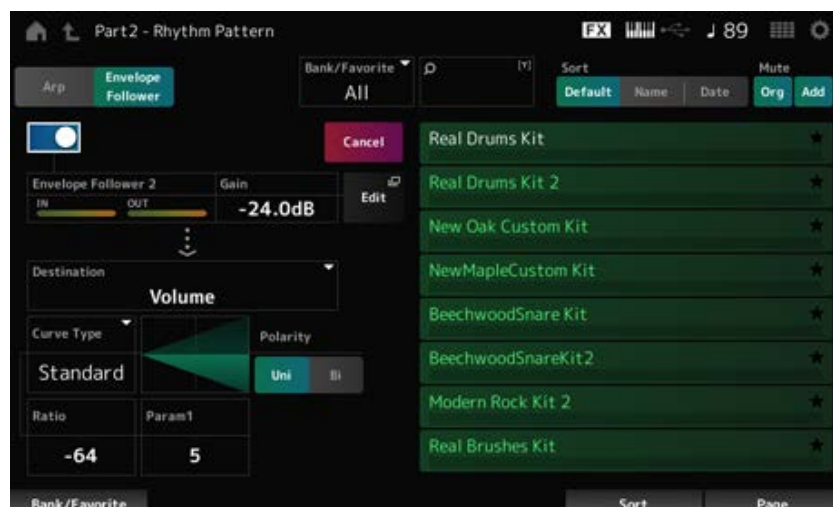 Part2 - Rhythm Pattern
FX
♩ 89
Arp
Envelope
Follower
Bank/Favorite
All
[Y]
Sort
Default
Name
Date
Mute
Org
Add
Cancel
Envelope Follower 2
Gain
IN
OUT
-24.0dB
Edit
Destination
Volume
Curve Type
Standard
Polarity
Uni
Bi
Ratio
-64
Param1
5
Real Drums Kit
Real Drums Kit 2
New Oak Custom Kit
NewMapleCustom Kit
BeechwoodSnare Kit
BeechwoodSnareKit2
Modern Rock Kit 2
Real Brushes Kit
Bank/Favorite
Sort
Page